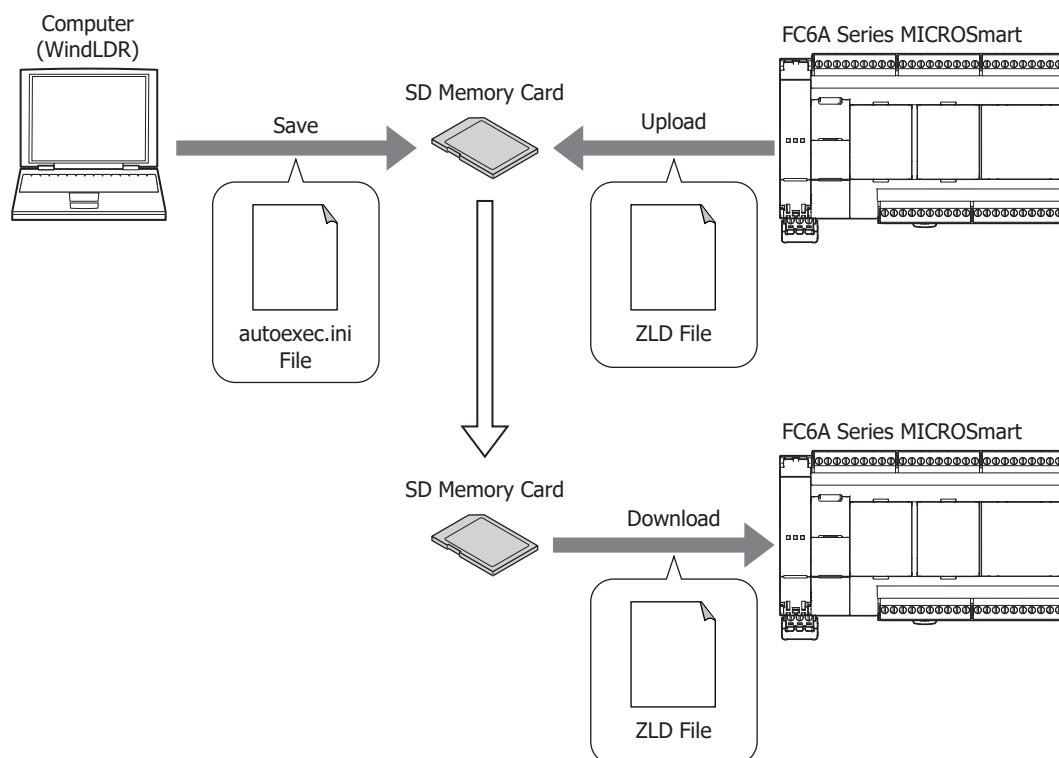 Computer
(WindLDR)
FC6A Series MICROSmart
SD Memory Card
Save
Upload
autoexec.ini
File
ZLD File
FC6A Series MICROSmart
SD Memory Card
Download
ZLD File